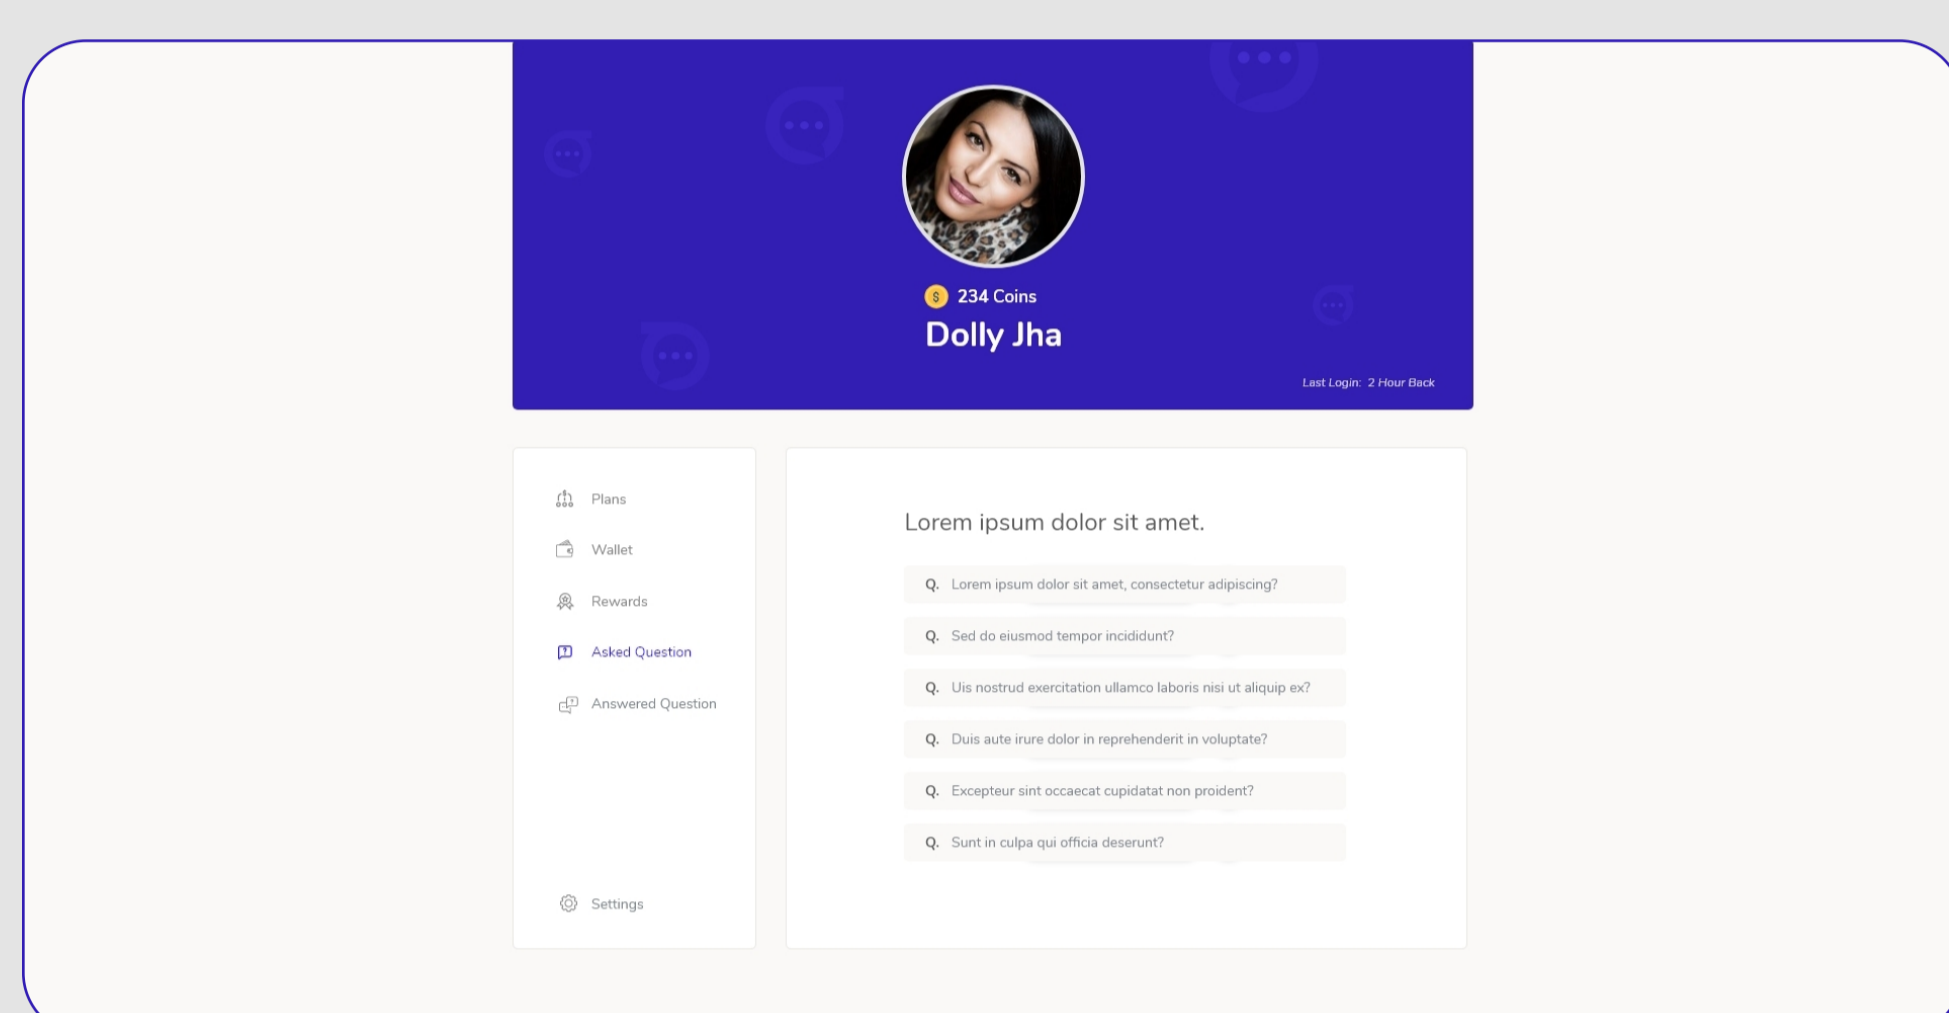 234 Coins
Dolly Jha
Last Login: 2 Hour Back
Plans
Wallet
Rewards
Asked Question
Answered Question
Settings
Lorem ipsum dolor sit amet.
Q. Lorem ipsum dolor sit amet, consectetur adipiscing?
Q. Sed do eiusmod tempor incididunt?
Q. Uis nostrud exercitation ullamco laboris nisi ut aliquip ex?
Q. Duis aute irure dolor in reprehenderit in voluptate?
Q. Excepteur sint occaecat cupidatat non proident?
Q. Sunt in culpa qui officia deserunt?